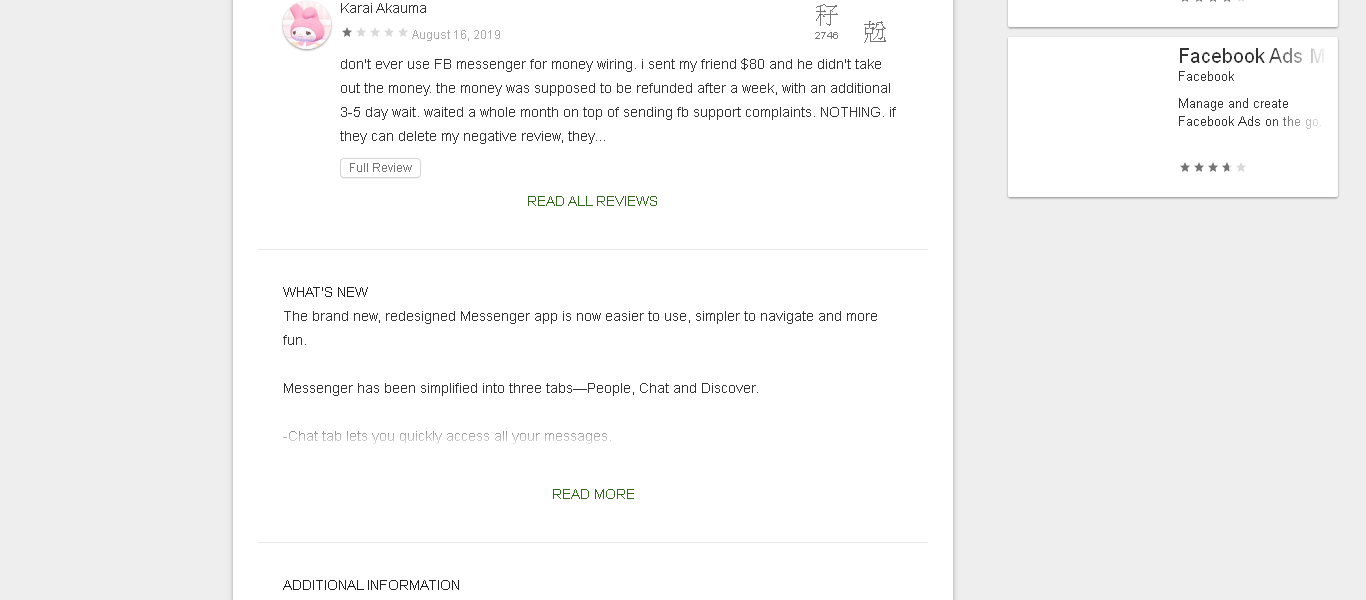 Karai Akauma
August 16, 2019
2746
don't ever use FB messenger for money wiring. i sent my friend $80 and he didn't take
out the money. the money was supposed to be refunded after a week, with an additional
3-5 day wait. waited a whole month on top of sending fb support complaints. NOTHING. if
they can delete my negative review, they...
Full Review
READ ALL REVIEWS
WHAT'S NEW
The brand new, redesigned Messenger app is now easier to use, simpler to navigate and more
fun.
Messenger has been simplified into three tabs—People, Chat and Discover.
-Chat tab lets you quickly access all your messages.
READ MORE
ADDITIONAL INFORMATION
Facebook Ads M
Facebook
Manage and create
Facebook Ads on the go.